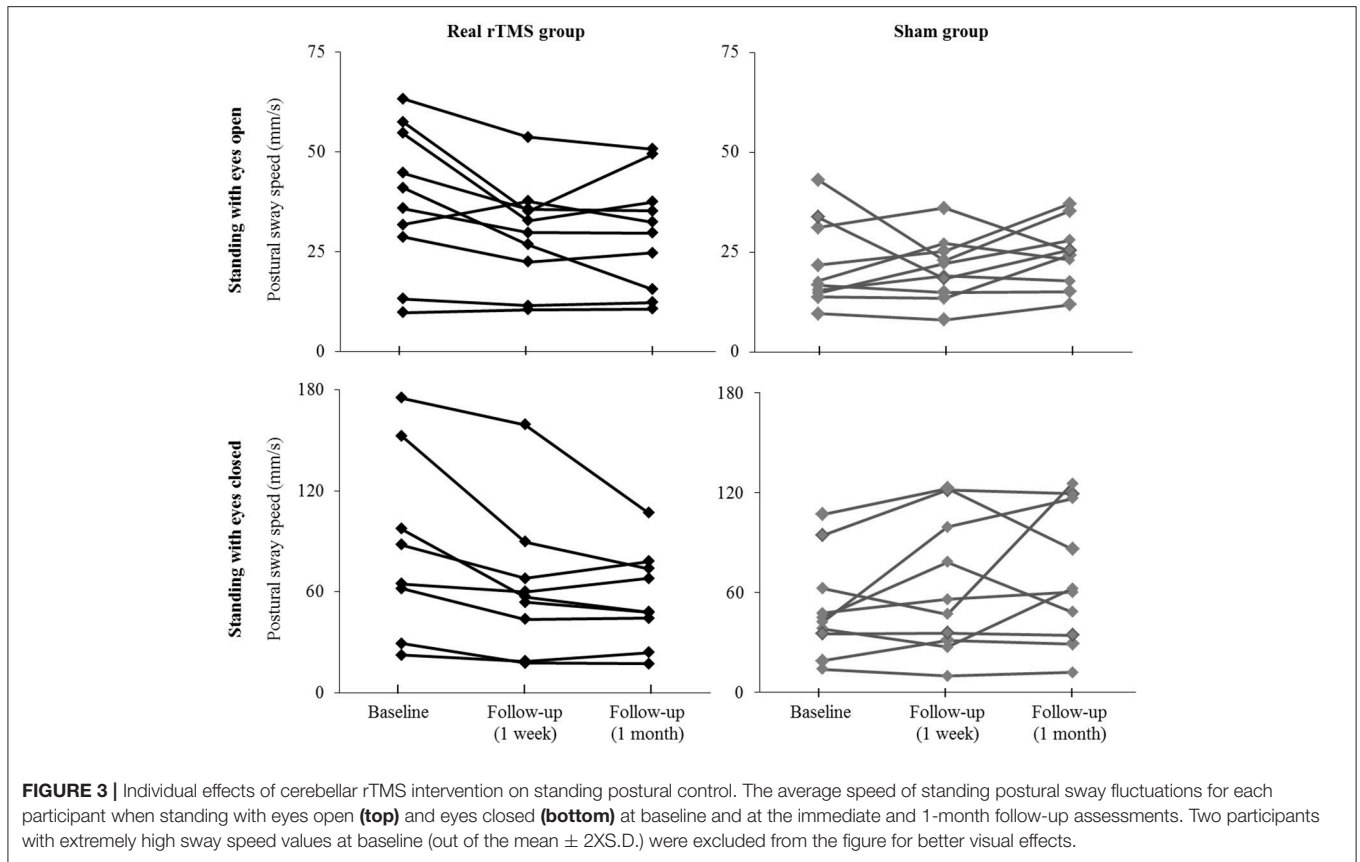 Real rTMS group
Sham group
Standing with eyes open
Postural sway speed (mm/s)
75
50
25
0
75
50
25
0
Standing with eyes closed
Postural sway speed (mm/s)
180
120
60
0
180
120
60
0
Baseline
Follow-up
(1 week)
Follow-up
(1 month)
Baseline
Follow-up
(1 week)
Follow-up
(1 month)
FIGURE 3 | Individual effects of cerebellar rTMS intervention on standing postural control. The average speed of standing postural sway fluctuations for each
participant when standing with eyes open (top) and eyes closed (bottom) at baseline and at the immediate and 1-month follow-up assessments. Two participants
with extremely high sway speed values at baseline (out of the mean ± 2XS.D.) were excluded from the figure for better visual effects.